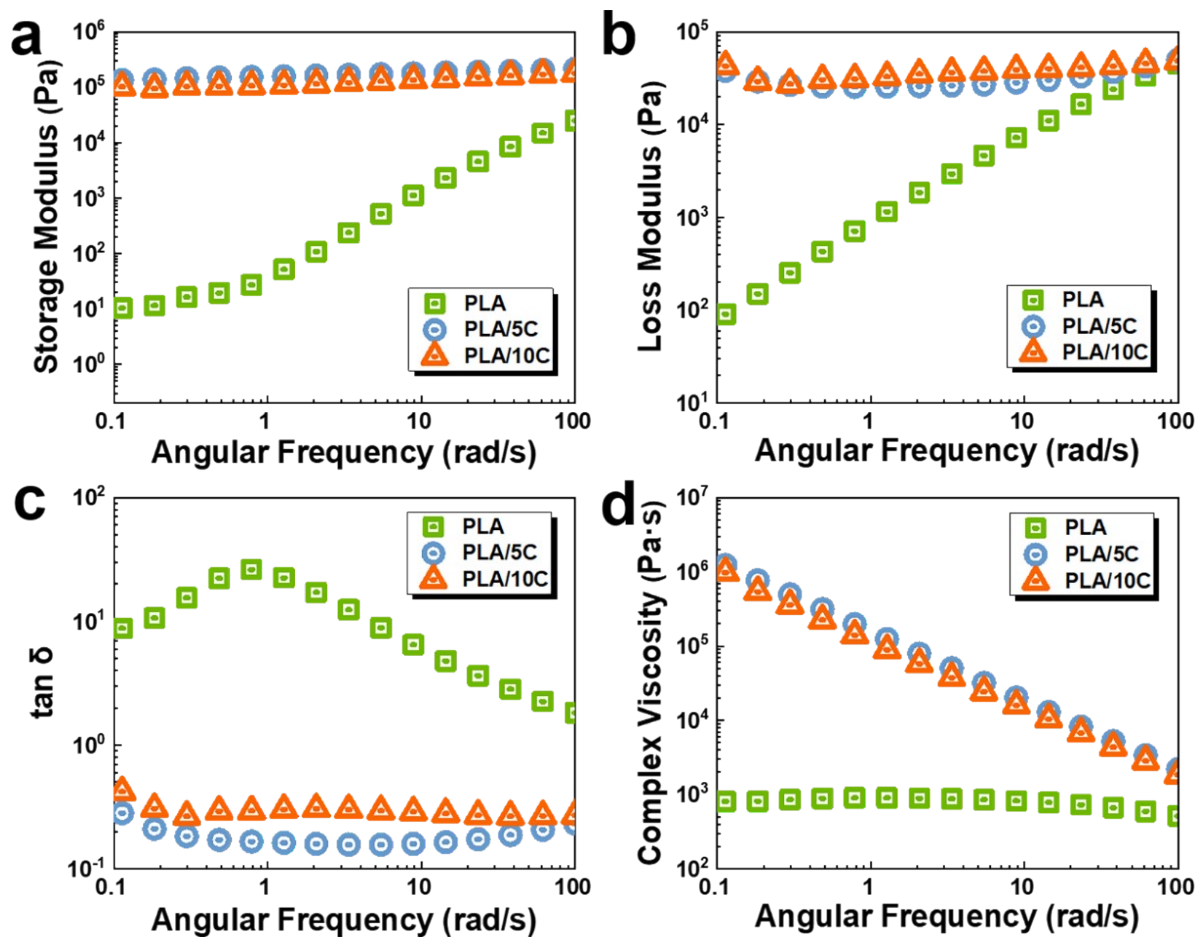 a
10⁶
10⁵
10⁴
10³
10²
10¹
10⁰
Storage Modulus (Pa)
PLA
PLA/5C
PLA/10C
0.1
1
10
100
Angular Frequency (rad/s)
b
10⁵
10⁴
10³
10²
10¹
Loss Modulus (Pa)
PLA
PLA/5C
PLA/10C
0.1
1
10
100
Angular Frequency (rad/s)
c
10²
10¹
10⁰
10⁻¹
tan δ
PLA
PLA/5C
PLA/10C
0.1
1
10
100
Angular Frequency (rad/s)
d
10⁷
10⁶
10⁵
10⁴
10³
10²
Complex Viscosity (Pa·s)
PLA
PLA/5C
PLA/10C
0.1
1
10
100
Angular Frequency (rad/s)